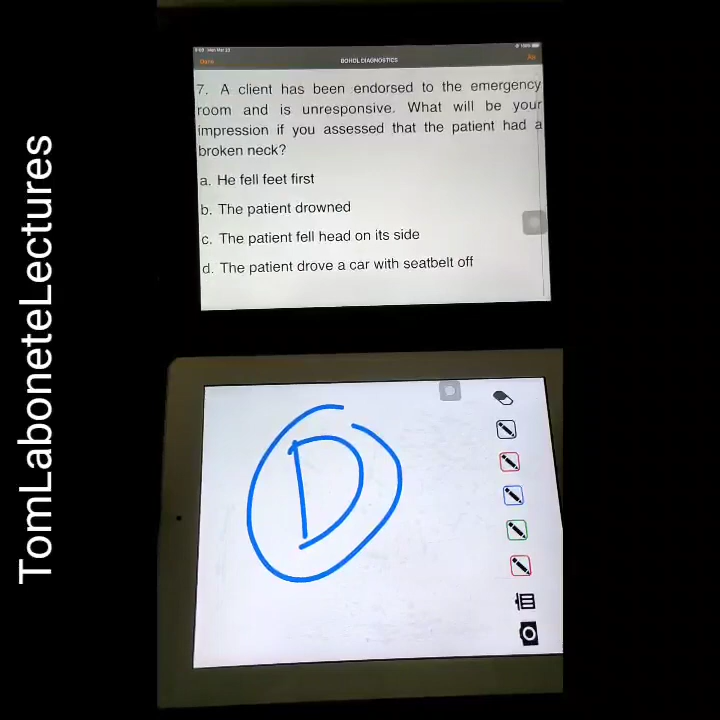 TomLaboneteLectures
Done
BOHOL DIAGNOSTICS
7. A client has been endorsed to the emergency
room and is unresponsive. What will be your
impression if you assessed that the patient had a
broken neck?
a. He fell feet first
b. The patient drowned
c. The patient fell head on its side
d. The patient drove a car with seatbelt off
D